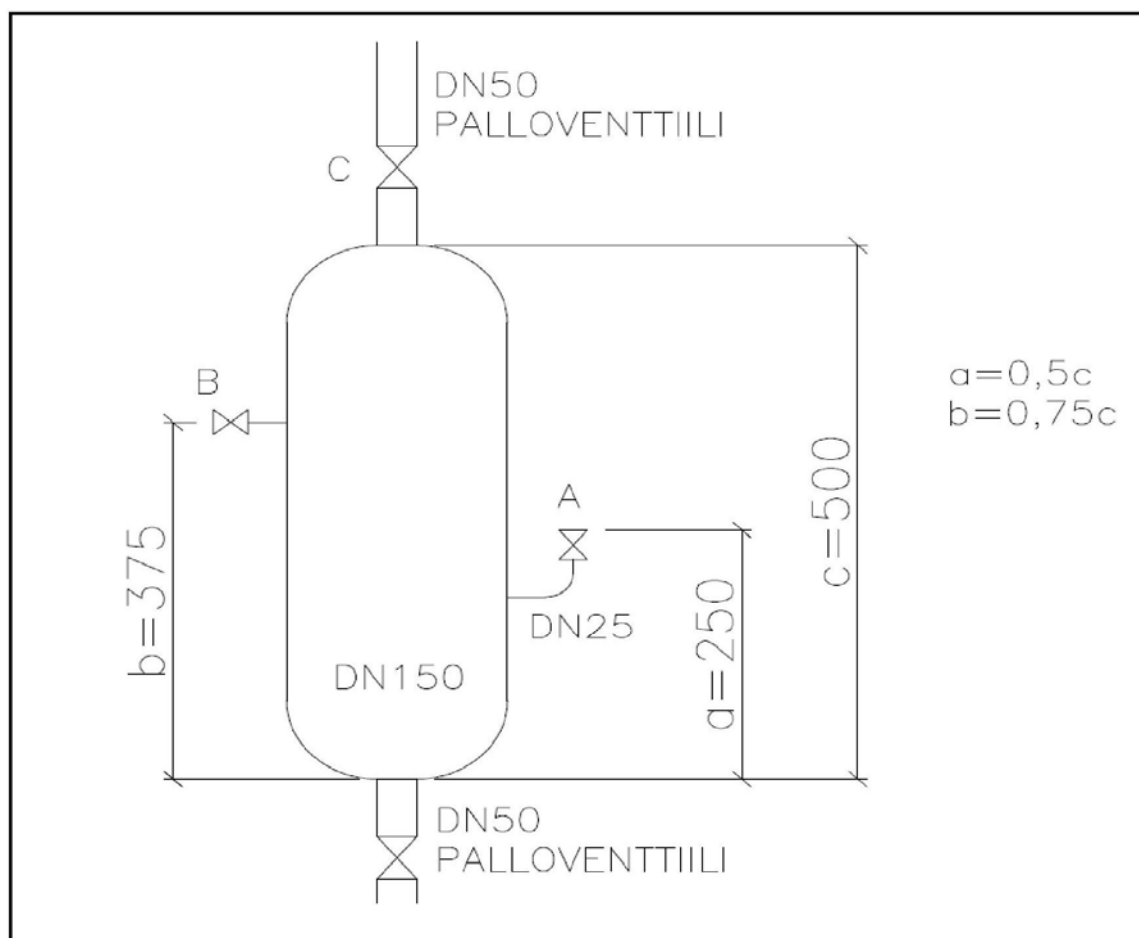 DN50
PALLOVENTTIILI
C
B
a=0,5c
b=0,75c
A
c=500
b=375
DN25
a=250
DN150
DN50
PALLOVENTTIILI